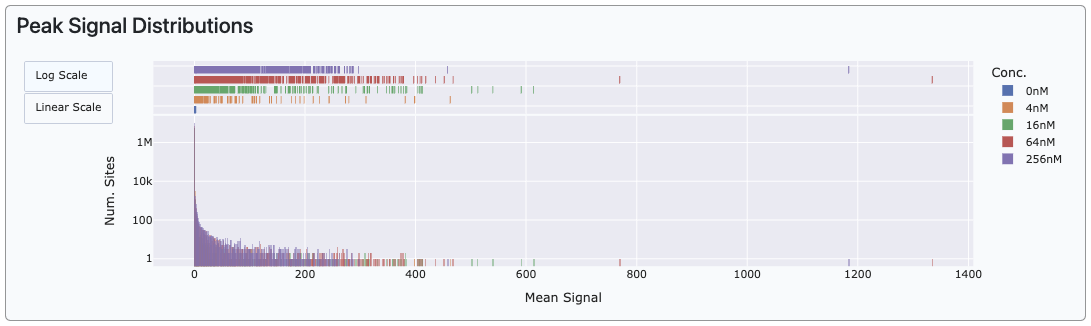 Peak Signal Distributions
Log Scale
Linear Scale
Conc.
0nM
4nM
16nM
64nM
256nM
1M
10k
100
1
Num. Sites
0 200 400 600 800 1000 1200 1400
Mean Signal